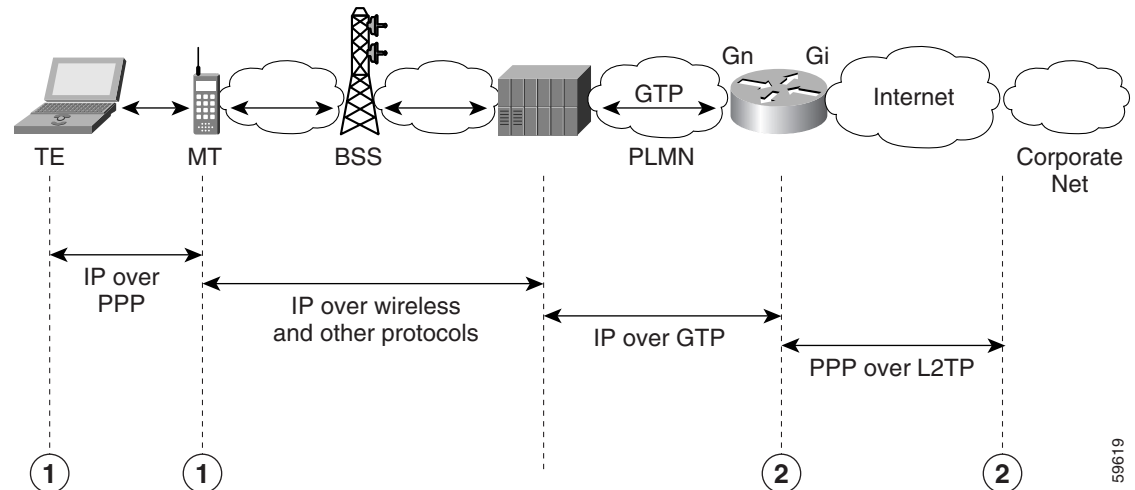 Gn
Gi
GTP
Internet
TE
MT
BSS
PLMN
Corporate
Net
IP over
PPP
IP over wireless
and other protocols
IP over GTP
PPP over L2TP
1
1
2
2
59619